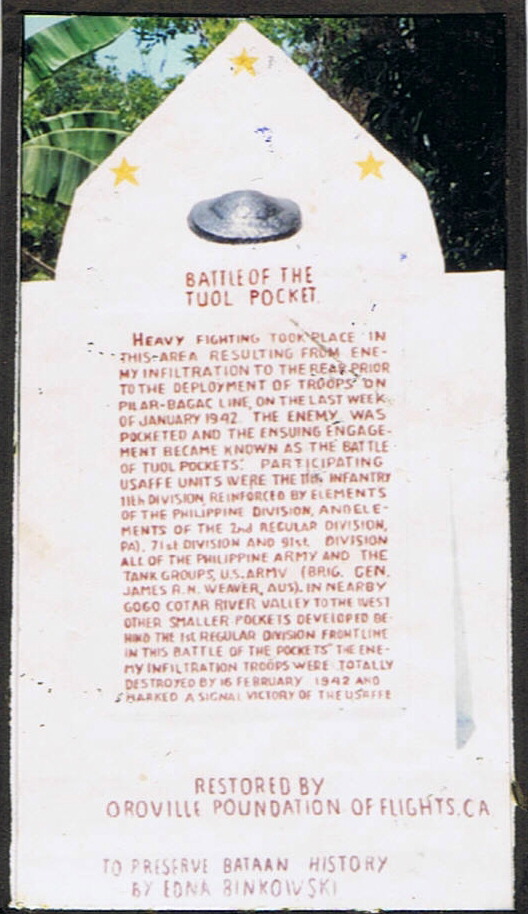 BATTLE OF THE
TUOL POCKET
HEAVY FIGHTING TOOK PLACE IN
THIS AREA RESULTING FROM ENE-
MY INFILTRATION TO THE REAR PRIOR
TO THE DEPLOYMENT OF TROOPS ON
PILAR-BAGAC LINE, ON THE LAST WEEK
OF JANUARY 1942. THE ENEMY WAS
POCKETED AND THE ENSUING ENGAGE-
MENT BECAME KNOWN AS THE BATTLE
OF TUOL POCKETS". PARTICIPATING
USAFFE UNITS WERE THE 11th INFANTRY
11th DIVISION, REINFORCED BY ELEMENTS
OF THE PHILIPPINE DIVISION, AND ELE-
MENTS OF THE 2nd REGULAR DIVISION,
PA), 71st DIVISION AND 91st. DIVISION
ALL OF THE PHILIPPINE ARMY AND THE
TANK GROUPS, U.S. ARMY (BRIG. GEN.
JAMES R.N. WEAVER, AUS). IN NEARBY
GOGO COTAR RIVER VALLEY TO THE WEST
OTHER SMALLER POCKETS DEVELOPED BE-
HIND THE 1st REGULAR DIVISION FRONTLINE
IN THIS BATTLE OF THE POCKETS" THE ENE-
MY INFILTRATION TROOPS WERE TOTALLY
DESTROYED BY 16 FEBRUARY 1942 AND
MARKED A SIGNAL VICTORY OF THE USAFFE
RESTORED BY
OROVILLE FOUNDATION OF FLIGHTS, CA
TO PRESERVE BATAAN HISTORY
BY EDNA BINKOWSKI